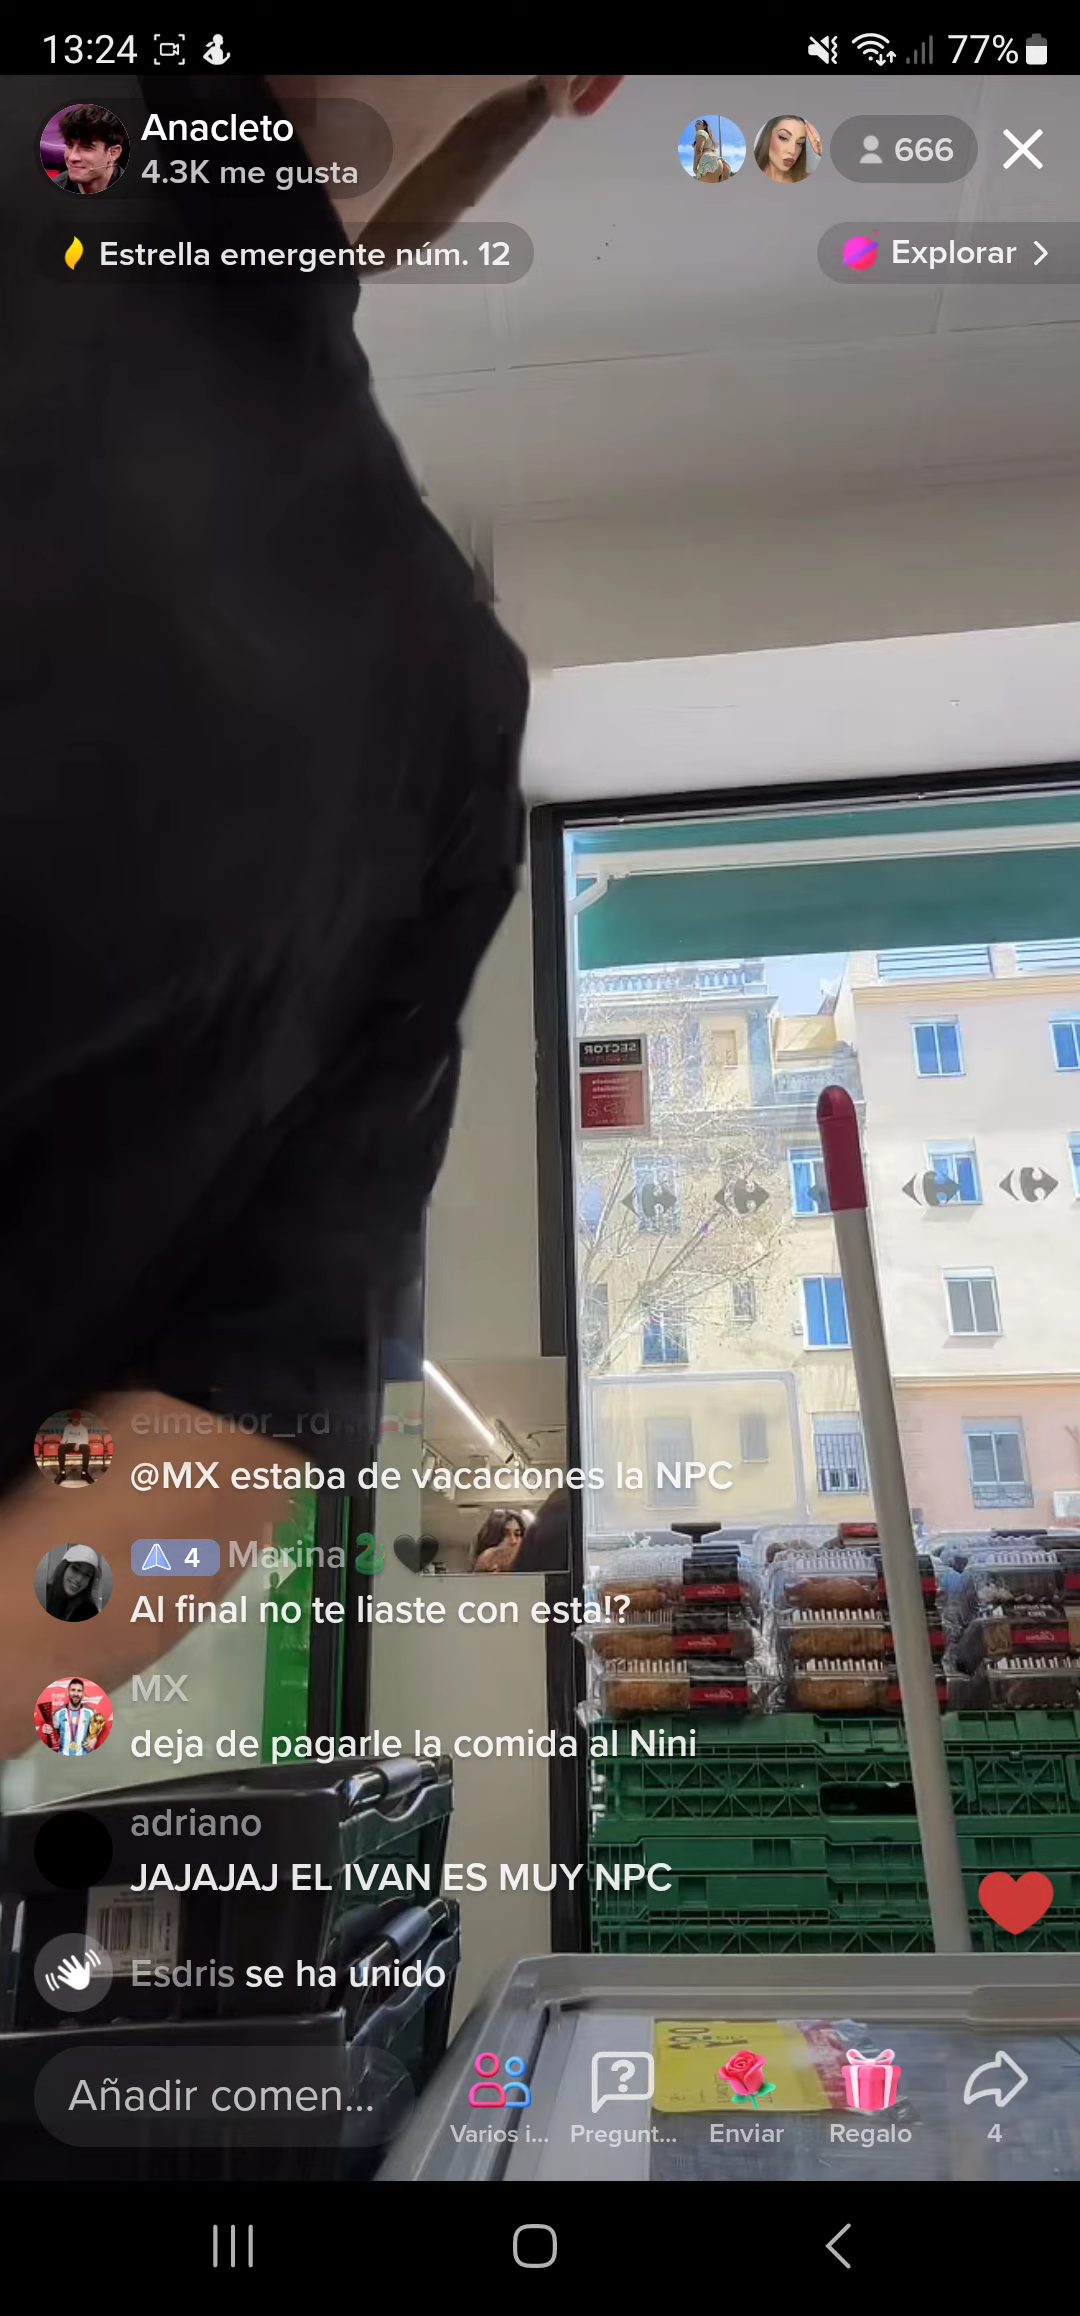 13:24
77%
Anacleto
4.3K me gusta
666
Estrella emergente núm. 12
Explorar
SECTOR
elmenor_rd
@MX estaba de vacaciones la NPC
4 Marina
Al final no te liaste con esta!?
MX
deja de pagarle la comida al Nini
adriano
JAJAJAJ EL IVAN ES MUY NPC
Esdris se ha unido
Añadir comen...
Varios i...
Pregunt...
Enviar
Regalo
4